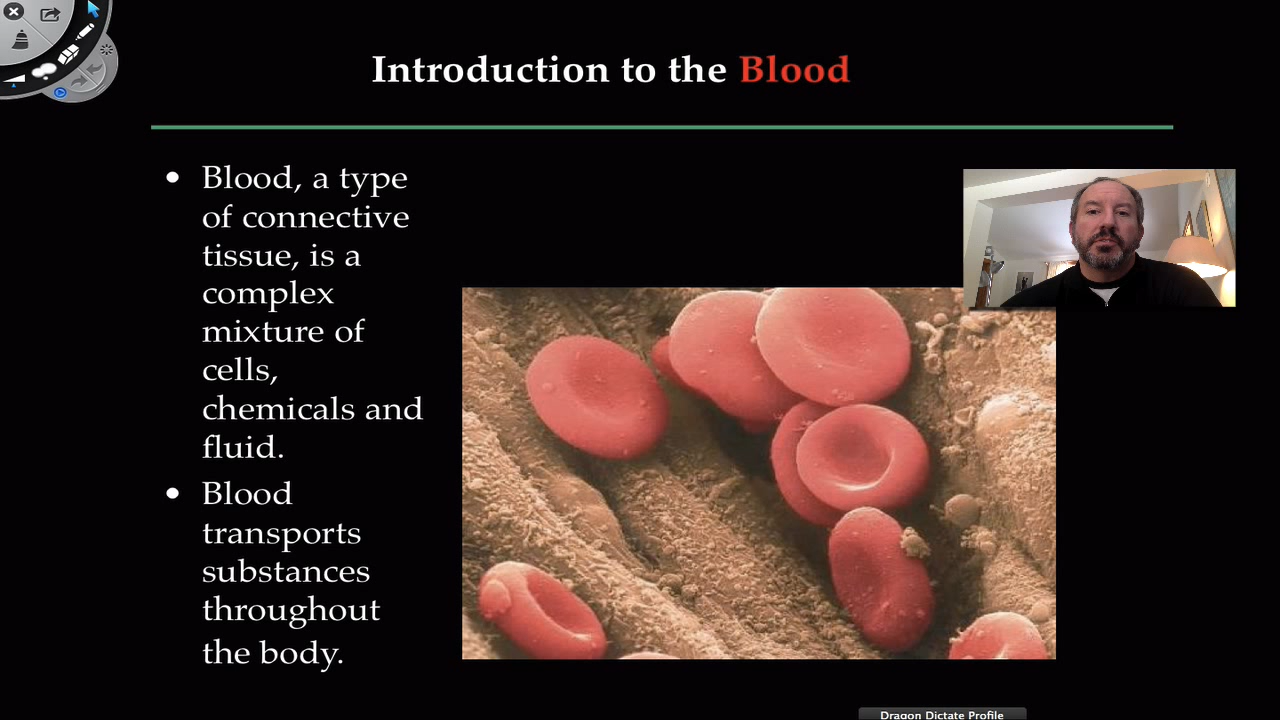 Introduction to the Blood
• Blood, a type
of connective
tissue, is a
complex
mixture of
cells,
chemicals and
fluid.
• Blood
transports
substances
throughout
the body.
Dragon Dictate Profile